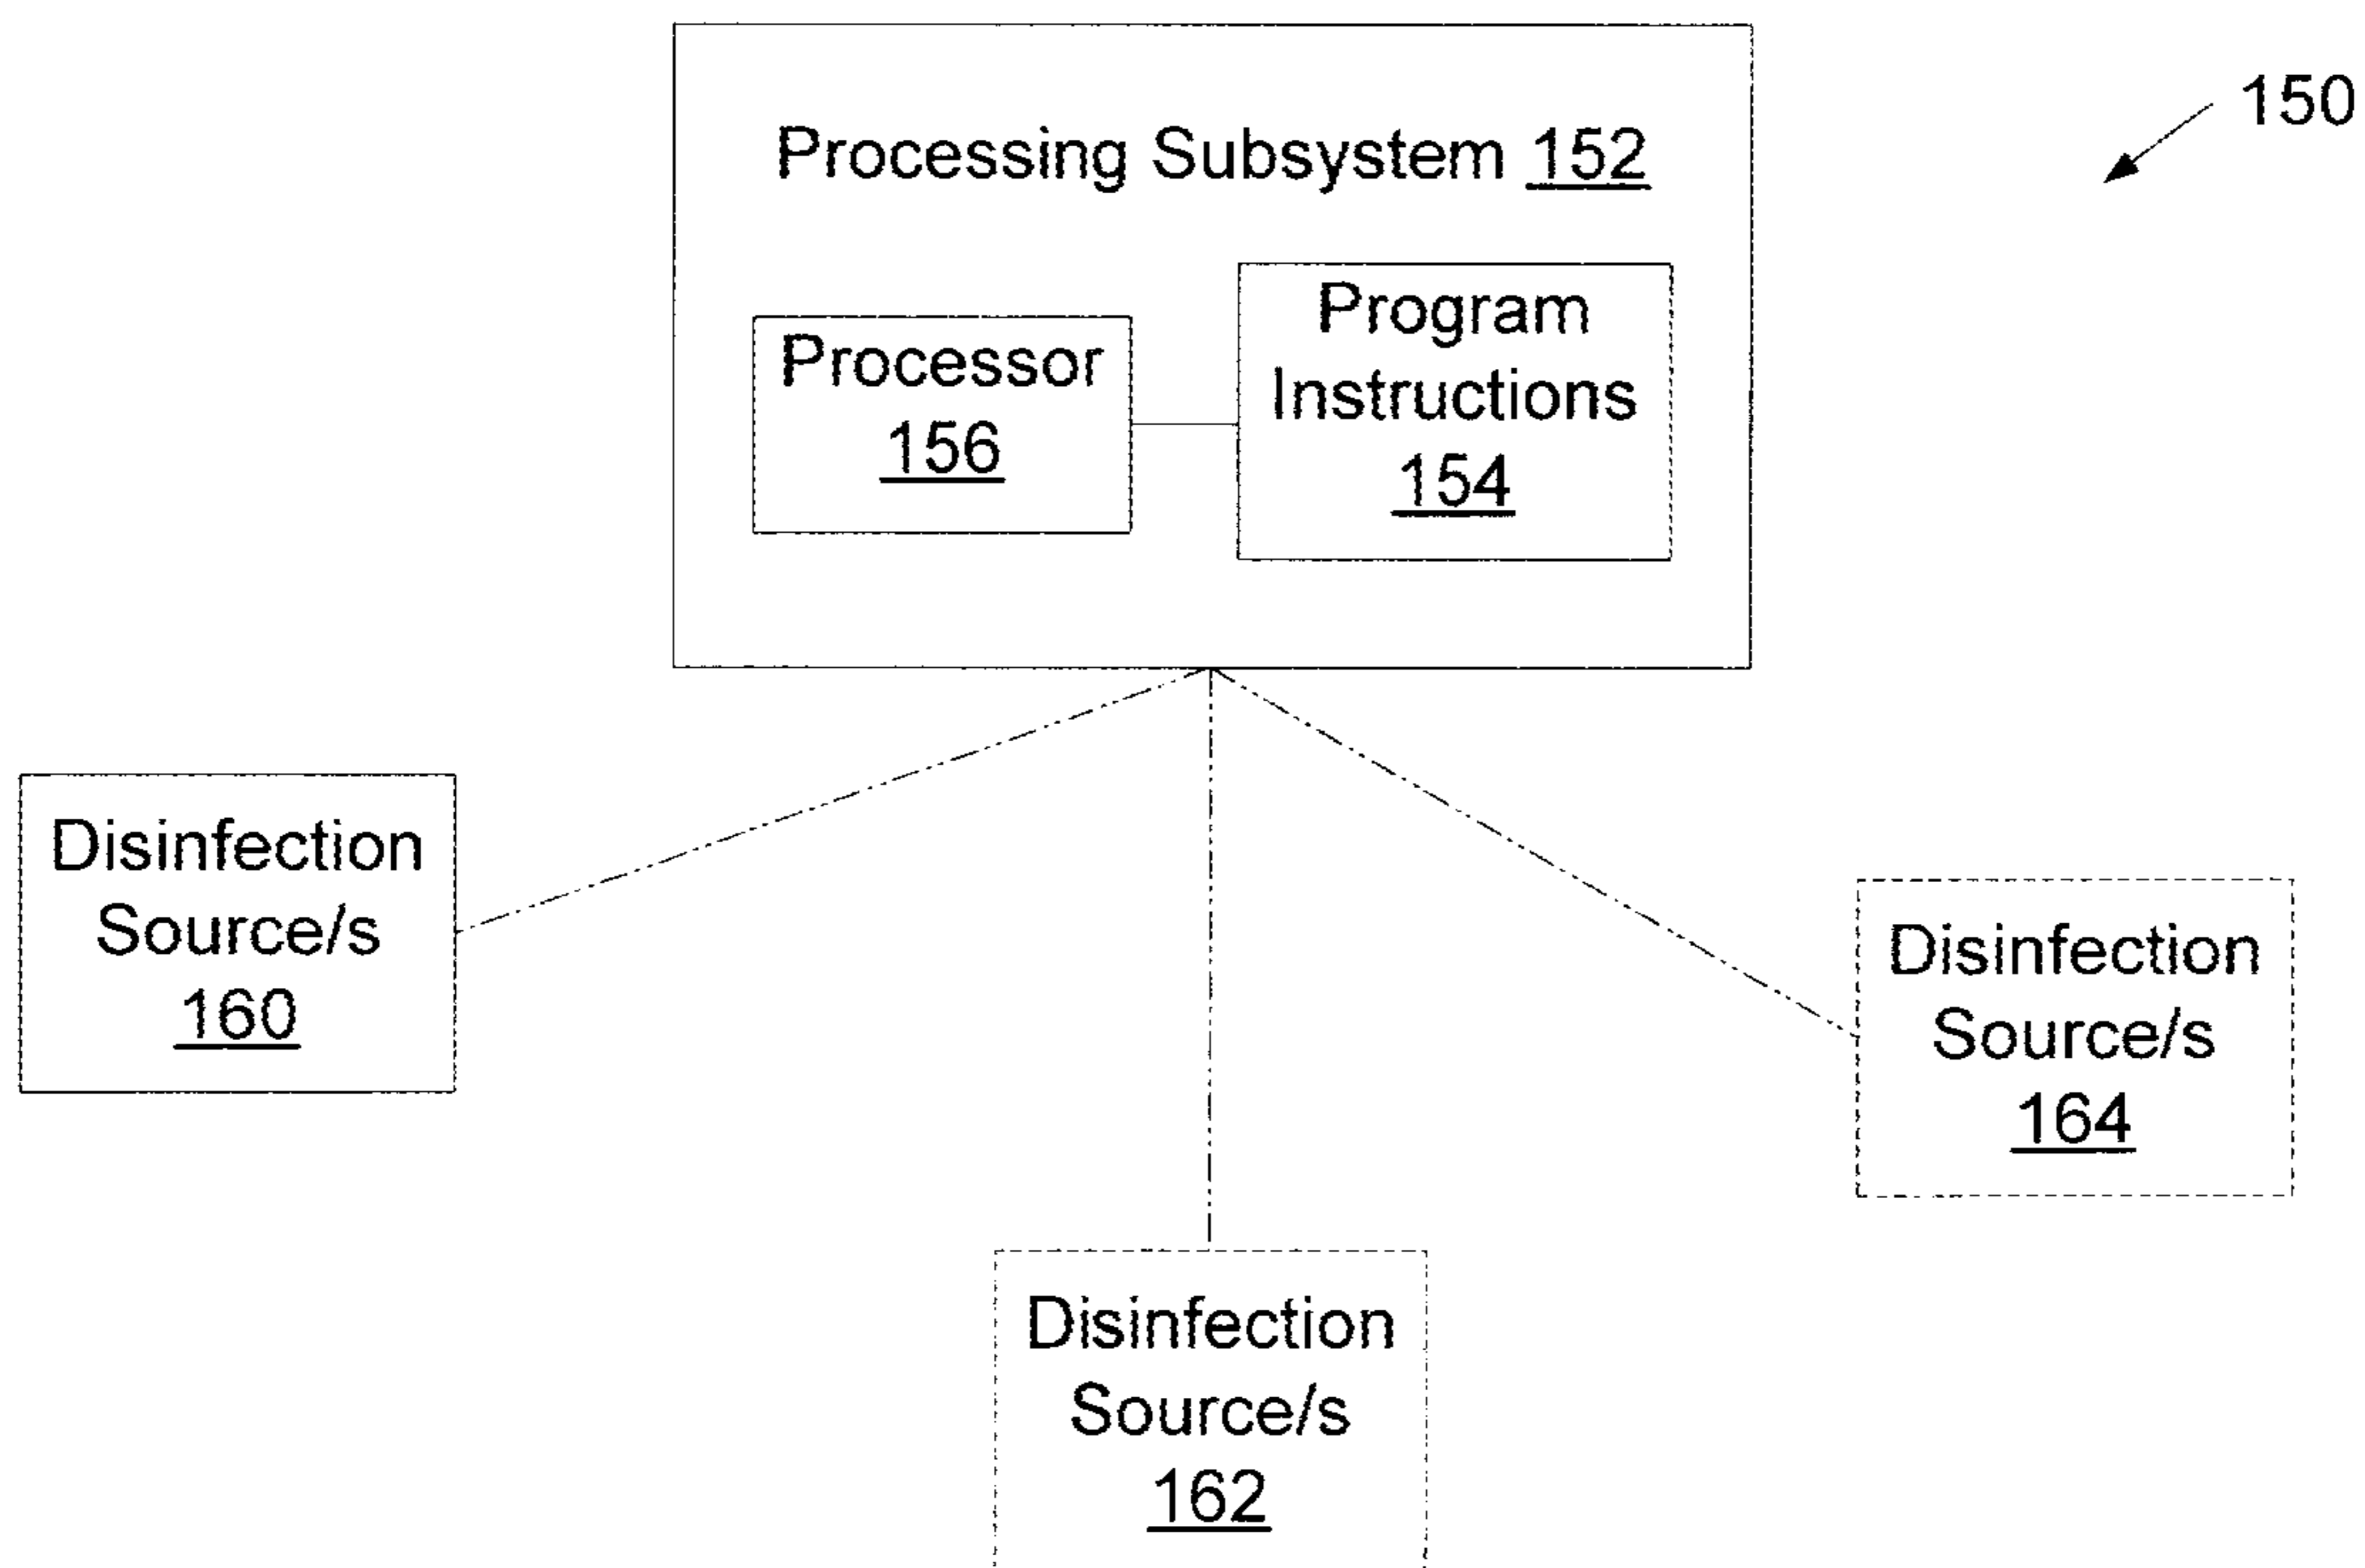 150
Processing Subsystem 152
Processor
156
Program
Instructions
154
Disinfection
Source/s
160
Disinfection
Source/s
164
Disinfection
Source/s
162